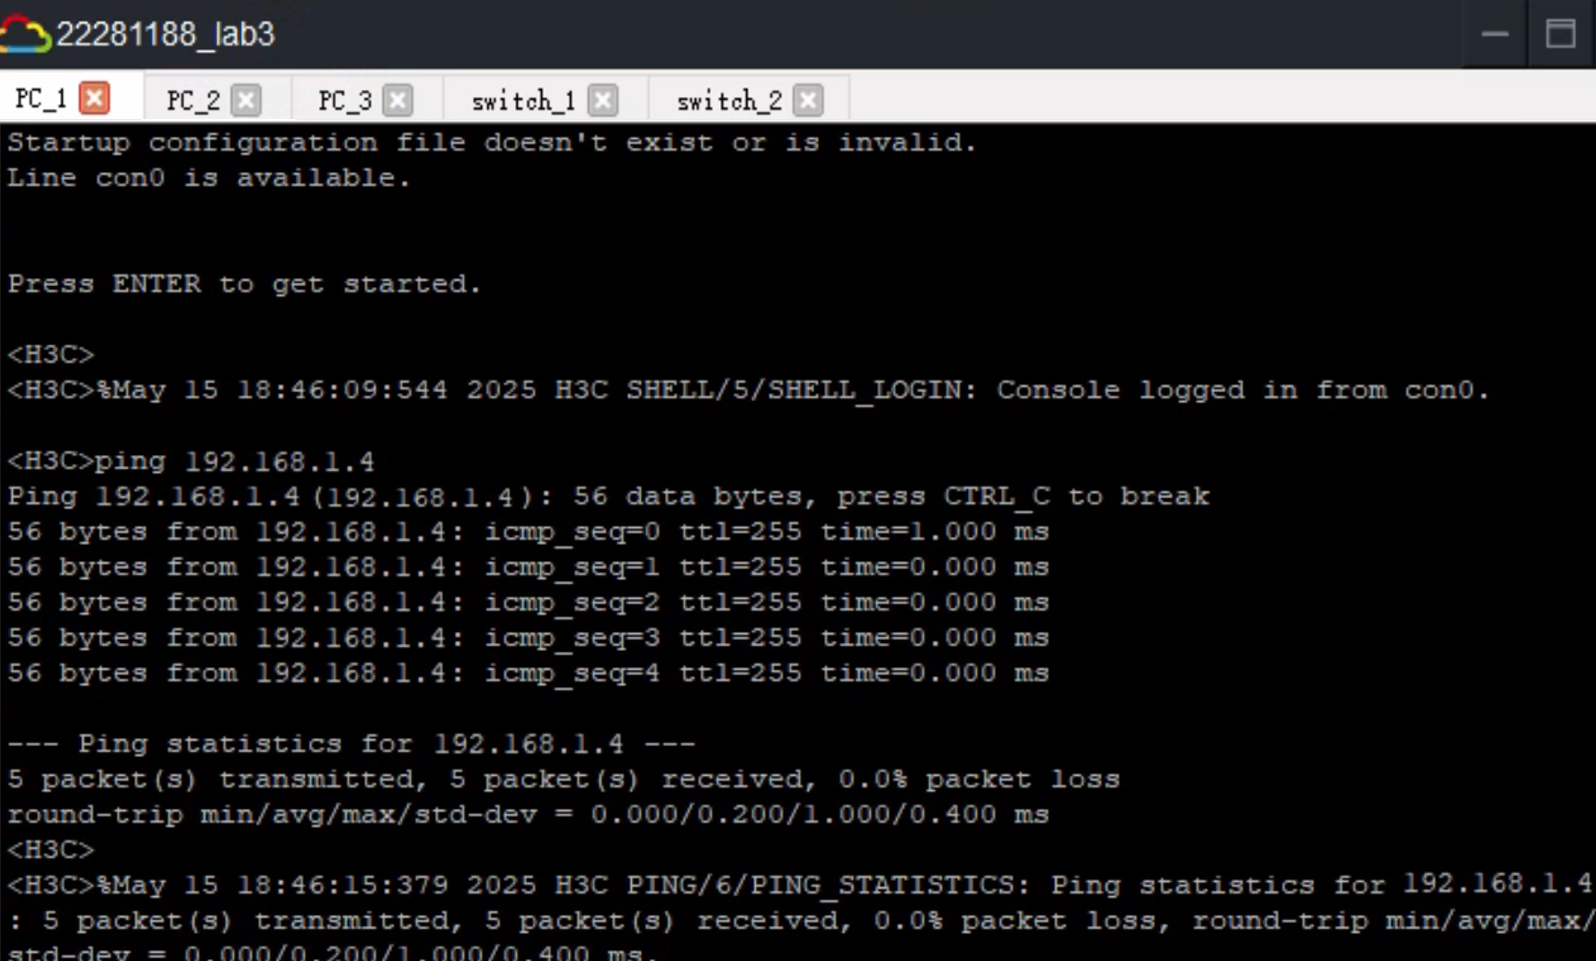 22281188_lab3
PC_1 PC_2 PC_3 switch_1 switch_2
Startup configuration file doesn't exist or is invalid.
Line con0 is available.
Press ENTER to get started.
<H3C>
<H3C>%May 15 18:46:09:544 2025 H3C SHELL/5/SHELL_LOGIN: Console logged in from con0.
<H3C>ping 192.168.1.4
Ping 192.168.1.4 (192.168.1.4): 56 data bytes, press CTRL_C to break
56 bytes from 192.168.1.4: icmp_seq=0 ttl=255 time=1.000 ms
56 bytes from 192.168.1.4: icmp_seq=1 ttl=255 time=0.000 ms
56 bytes from 192.168.1.4: icmp_seq=2 ttl=255 time=0.000 ms
56 bytes from 192.168.1.4: icmp_seq=3 ttl=255 time=0.000 ms
56 bytes from 192.168.1.4: icmp_seq=4 ttl=255 time=0.000 ms
--- Ping statistics for 192.168.1.4 ---
5 packet(s) transmitted, 5 packet(s) received, 0.0% packet loss
round-trip min/avg/max/std-dev = 0.000/0.200/1.000/0.400 ms
<H3C>
<H3C>%May 15 18:46:15:379 2025 H3C PING/6/PING_STATISTICS: Ping statistics for 192.168.1.4
: 5 packet(s) transmitted, 5 packet(s) received, 0.0% packet loss, round-trip min/avg/max/
std-dev = 0.000/0.200/1.000/0.400 ms.